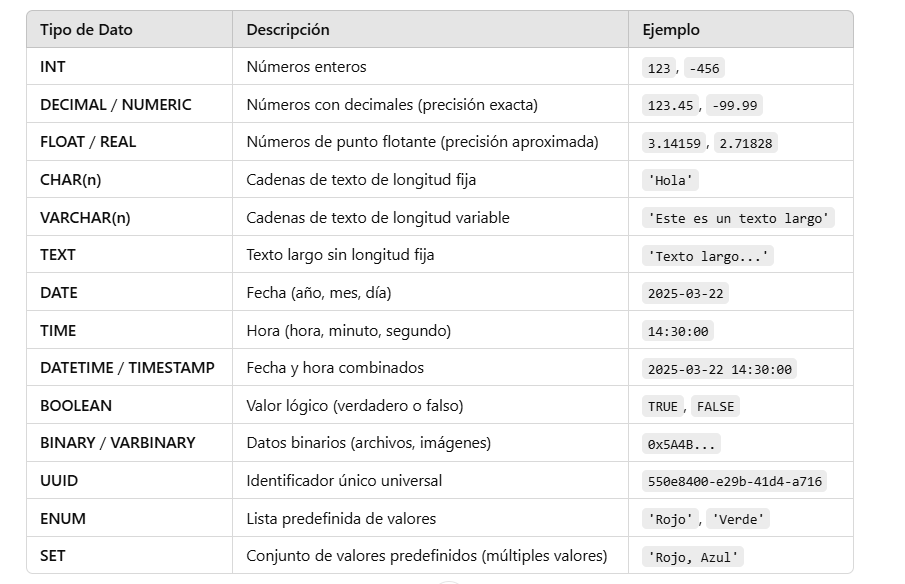 Tipo de Dato Descripción Ejemplo
INT Números enteros 123, -456
DECIMAL / NUMERIC Números con decimales (precisión exacta) 123.45, -99.99
FLOAT / REAL Números de punto flotante (precisión aproximada) 3.14159, 2.71828
CHAR(n) Cadenas de texto de longitud fija 'Hola'
VARCHAR(n) Cadenas de texto de longitud variable 'Este es un texto largo'
TEXT Texto largo sin longitud fija 'Texto largo...'
DATE Fecha (año, mes, día) 2025-03-22
TIME Hora (hora, minuto, segundo) 14:30:00
DATETIME / TIMESTAMP Fecha y hora combinados 2025-03-22 14:30:00
BOOLEAN Valor lógico (verdadero o falso) TRUE, FALSE
BINARY / VARBINARY Datos binarios (archivos, imágenes) 0x5A4B...
UUID Identificador único universal 550e8400-e29b-41d4-a716
ENUM Lista predefinida de valores 'Rojo', 'Verde'
SET Conjunto de valores predefinidos (múltiples valores) 'Rojo, Azul'